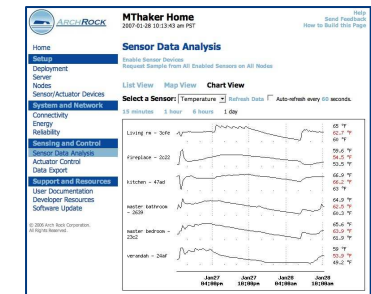 ARCHROCK
MThaker Home
2007-01-28 10:13:43 am PST
Help
Send Feedback
How to Build this Page
Home
Setup
Deployment
Server
Nodes
Sensor/Actuator Devices
System and Network
Connectivity
Energy
Reliability
Sensing and Control
Sensor Data Analysis
Actuator Control
Data Export
Support and Resources
User Documentation
Developer Resources
Software Update
© 2006 Arch Rock Corporation.
All Rights Reserved.
Sensor Data Analysis
Enable Sensor Devices
Request Sample from All Enabled Sensors on All Nodes
List View Map View Chart View
Select a Sensor: Temperature Refresh Data Auto-refresh every 60 seconds.
15 minutes 1 hour 6 hours 1 day
Living rm - 3cfe
65 °F
62.7 °F
60 °F
fireplace - 2c22
59.6 °F
54.5 °F
53.5 °F
kitchen - 47ad
66.9 °F
66.2 °F
63 °F
master bathroom
- 2639
64.9 °F
62.5 °F
60.3 °F
master bedroom -
23c2
65.6 °F
63.9 °F
61.9 °F
verandah - 24af
59 °F
53.9 °F
49.2 °F
Jan27
04:00pm
Jan27
10:00pm
Jan28
04:00am
Jan28
10:00am